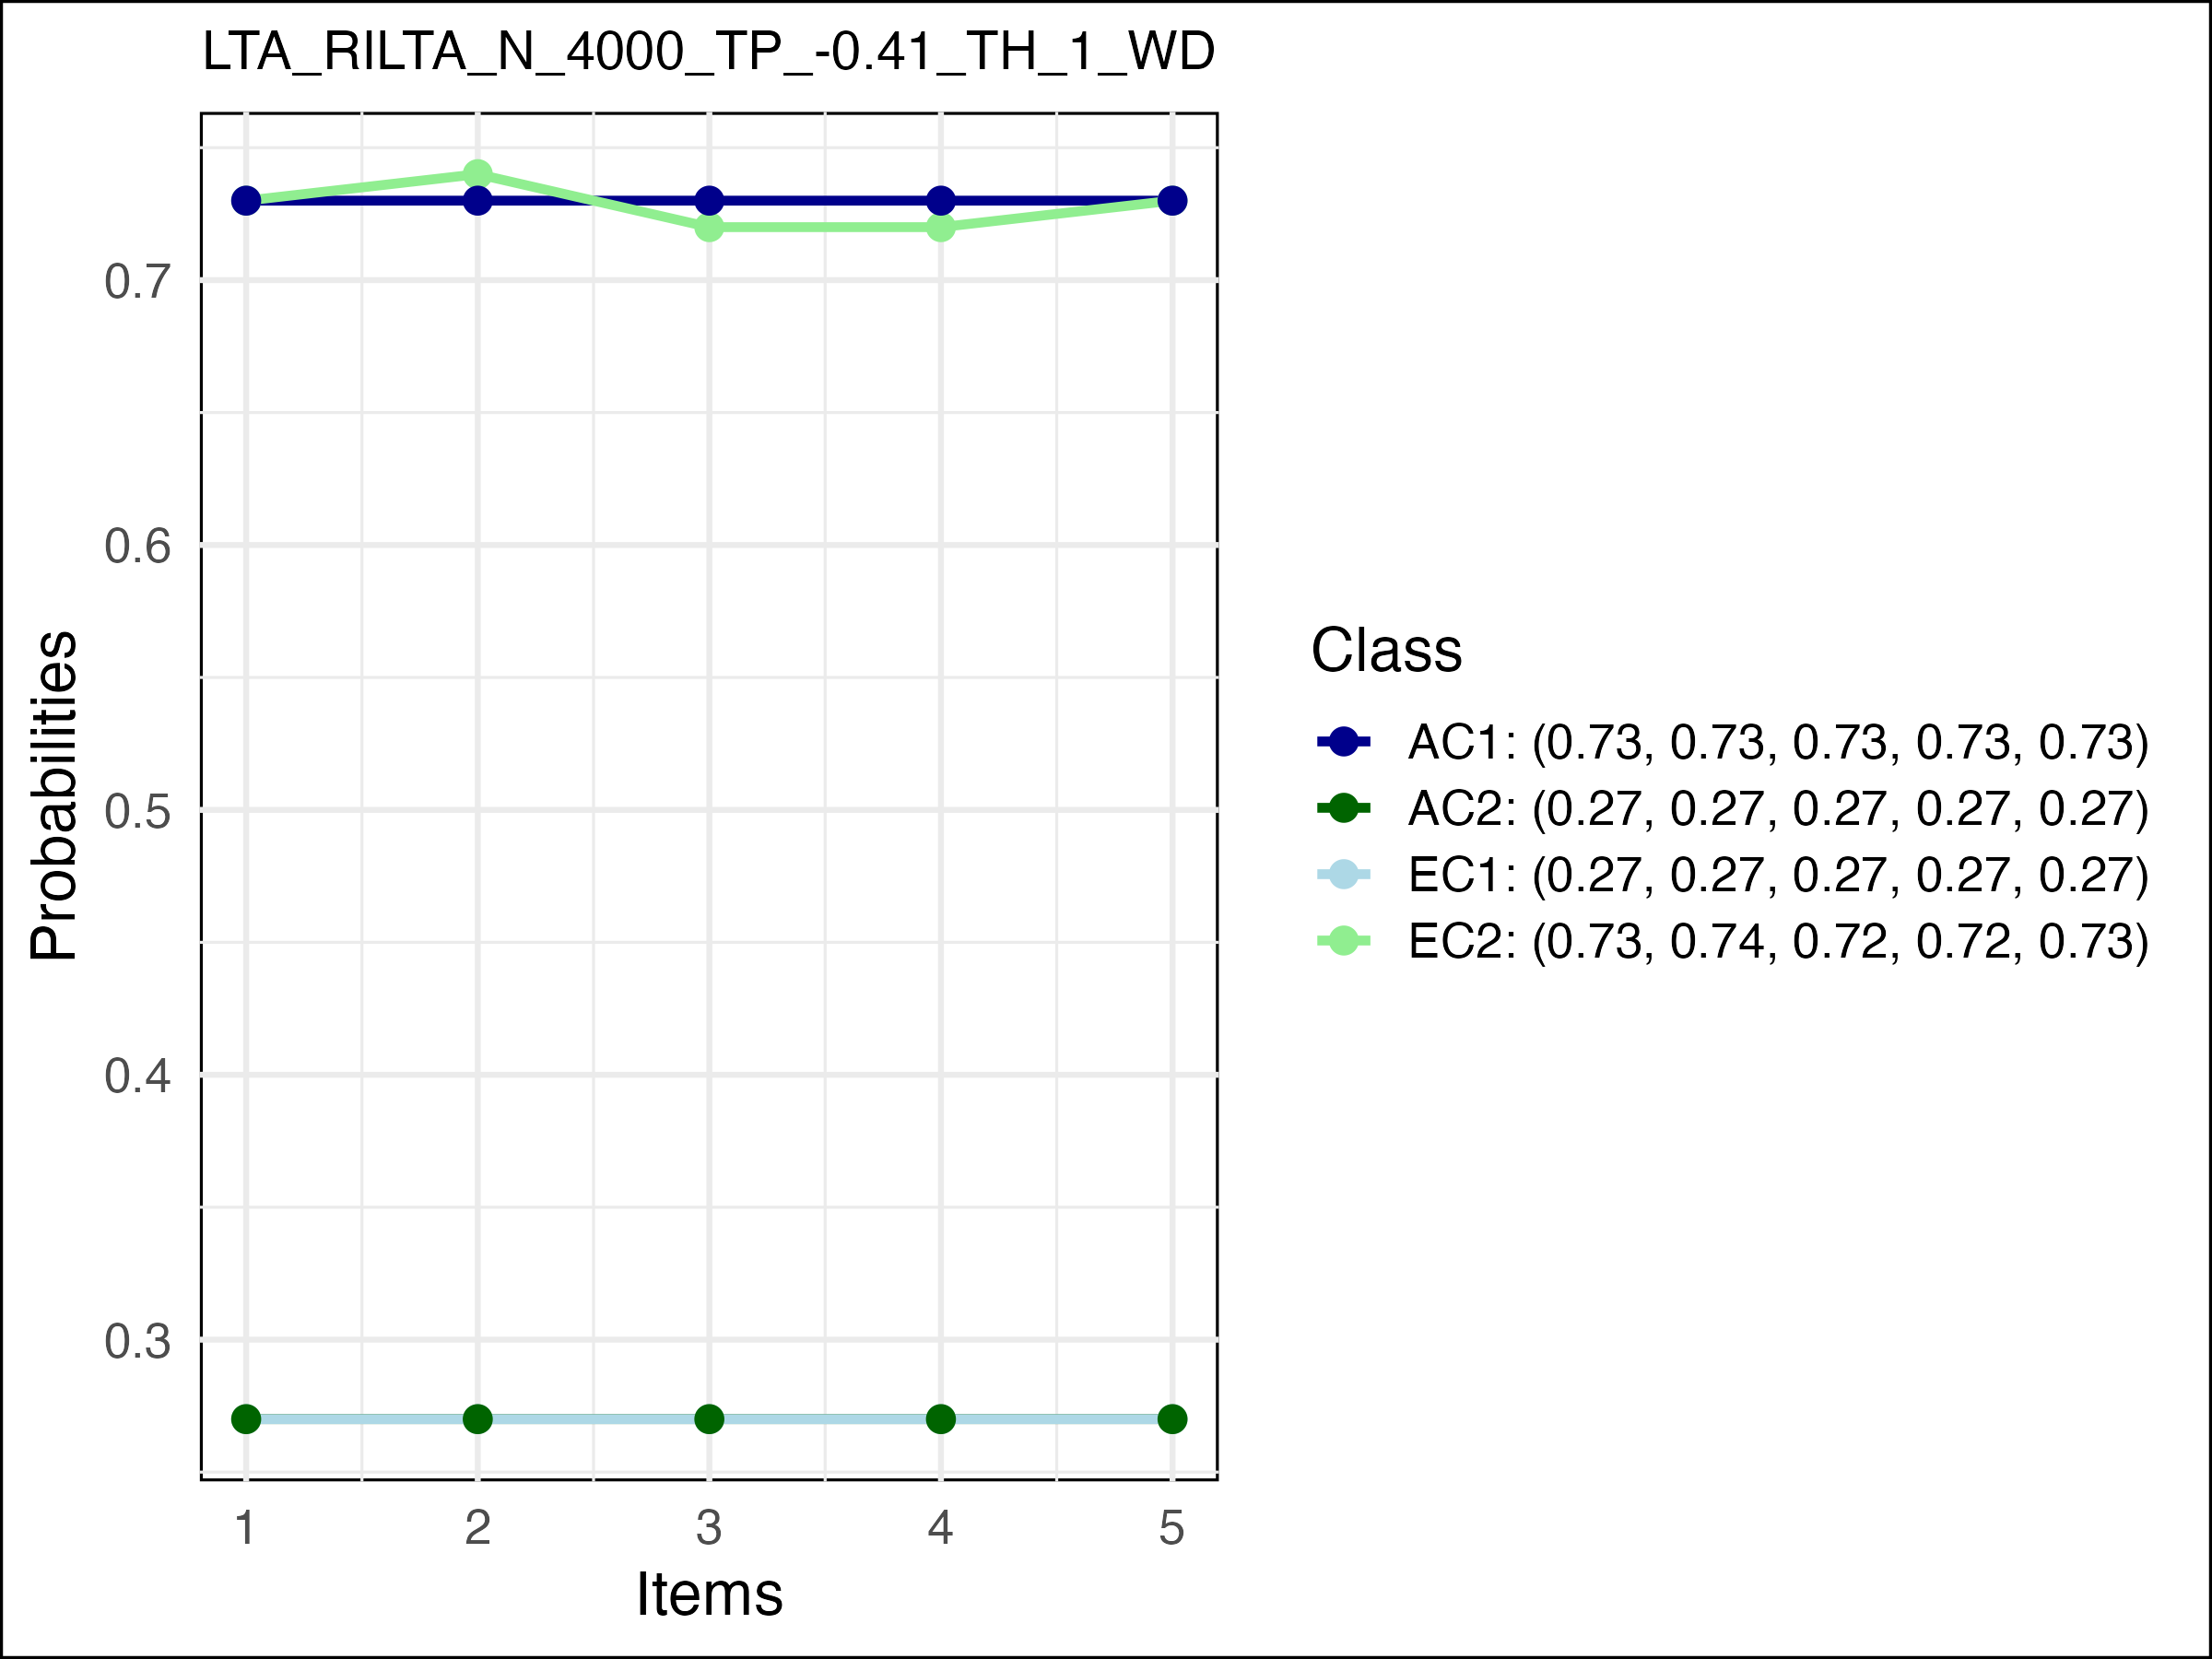 LTA_RILTA_N_4000_TP_-0.41_TH_1_WD
Probabilities
0.7
0.6
0.5
0.4
0.3
1 2 3 4 5
Items
Class
AC1: (0.73, 0.73, 0.73, 0.73, 0.73)
AC2: (0.27, 0.27, 0.27, 0.27, 0.27)
EC1: (0.27, 0.27, 0.27, 0.27, 0.27)
EC2: (0.73, 0.74, 0.72, 0.72, 0.73)